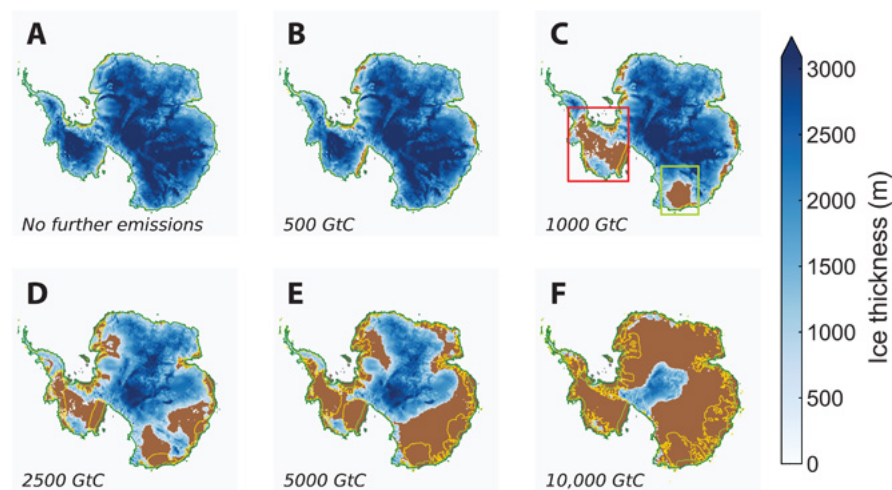 A
B
C
No further emissions
500 GtC
1000 GtC
D
E
F
2500 GtC
5000 GtC
10,000 GtC
3000
2500
2000
1500
1000
500
0
Ice thickness (m)